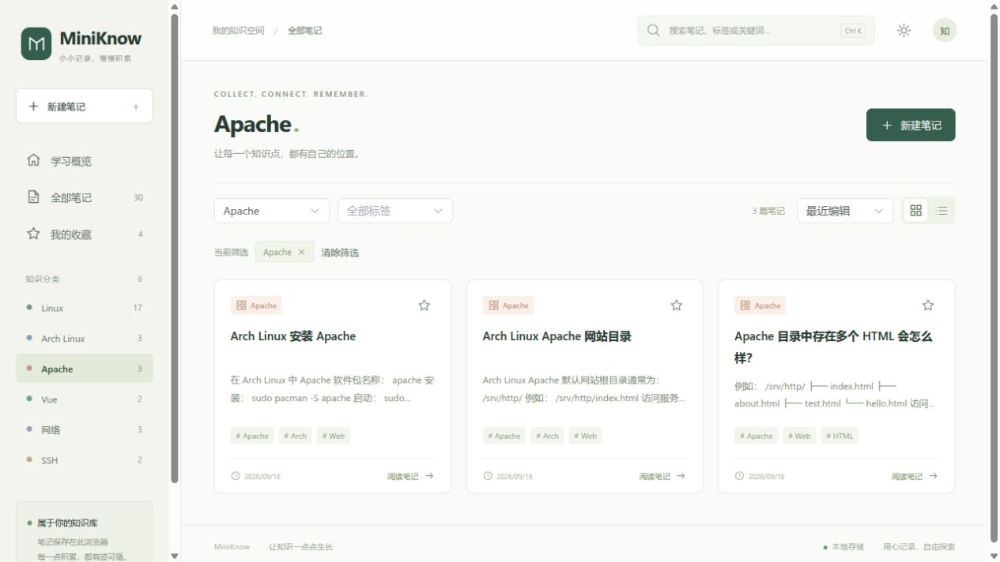 MiniKnow
小小记录，慢慢积累
新建笔记
学习概览
全部笔记 30
我的收藏 4
知识分类 6
Linux 17
Arch Linux 3
Apache 3
Vue 2
网络 3
SSH 2
属于你的知识库
笔记保存在此浏览器
每一点积累，都有迹可循。
我的知识空间 / 全部笔记
搜索笔记、标签或关键词... Ctrl K
知
COLLECT. CONNECT. REMEMBER.
Apache.
让每一个知识点，都有自己的位置。
+ 新建笔记
Apache 全部标签 3 篇笔记 最近编辑
当前筛选 Apache × 清除筛选
Apache
Arch Linux 安装 Apache
在 Arch Linux 中 Apache 软件包名称： apache 安
装： sudo pacman -S apache 启动： sudo...
# Apache # Arch # Web
2026/09/16 阅读笔记 →
Apache
Arch Linux Apache 网站目录
Arch Linux Apache 默认网站根目录通常为：
/srv/http/ 例如： /srv/http/index.html 访问服务...
# Apache # Arch # Web
2026/09/16 阅读笔记 →
Apache
Apache 目录中存在多个 HTML 会怎么
样？
例如： /srv/http/ ├── index.html ├──
about.html ├── test.html └── hello.html 访问...
# Apache # Web # HTML
2026/09/16 阅读笔记 →
MiniKnow · 让知识一点点生长
本地存储 · 用心记录，自由探索